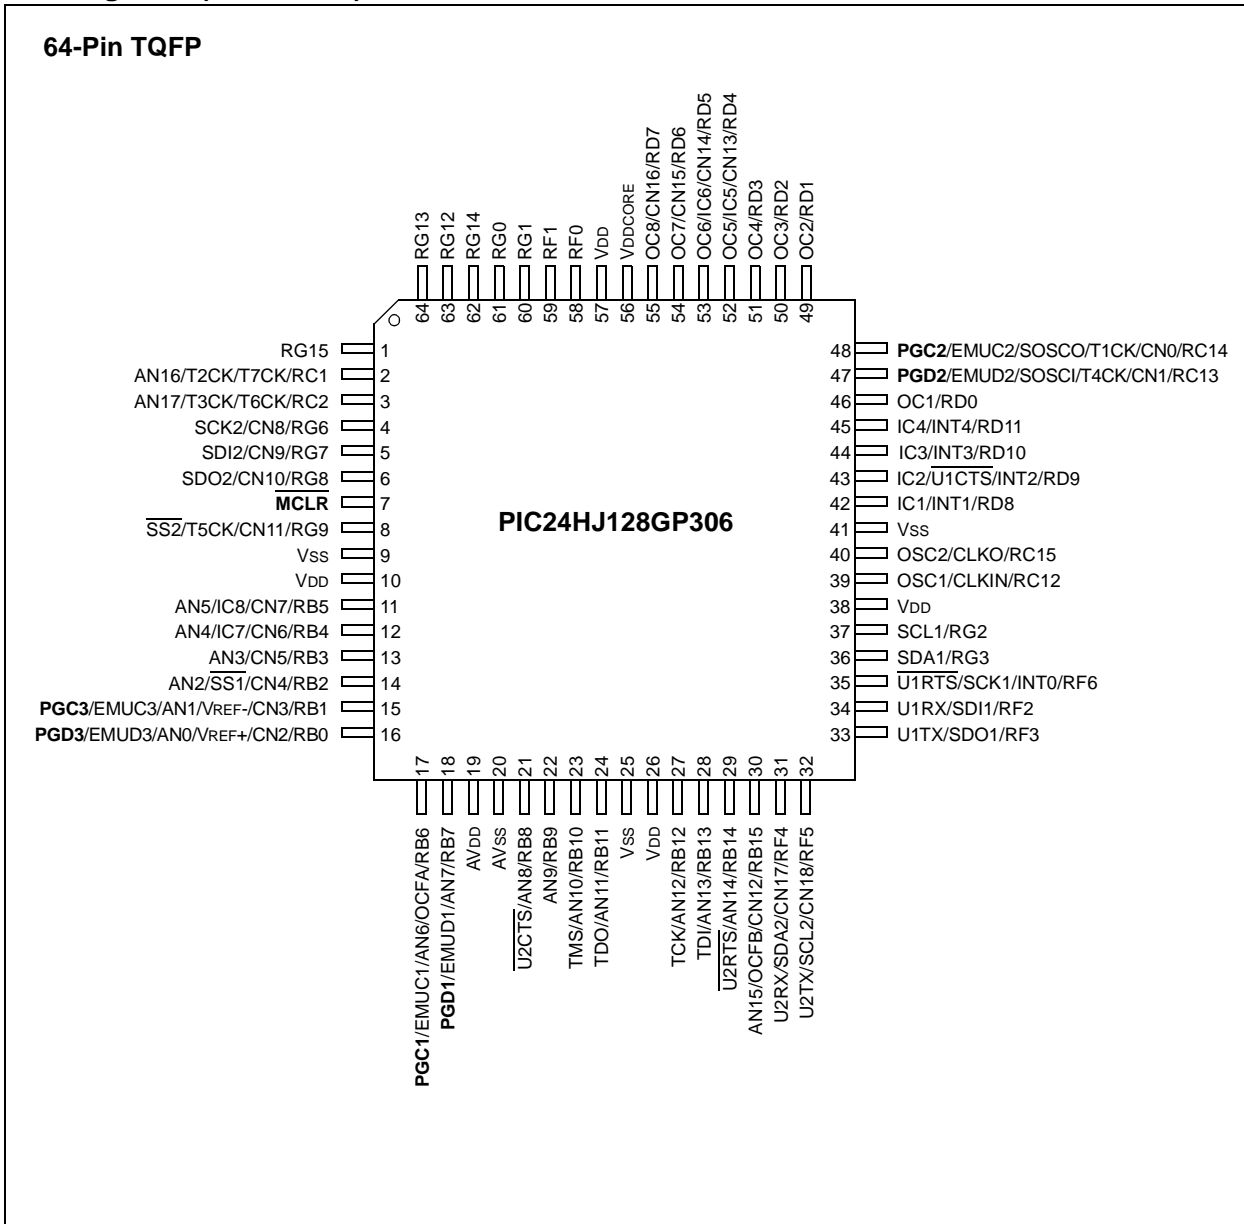 64-Pin TQFP
RG13
RG12
RG14
RG0
RG1
RF1
RF0
VDD
VDDCORE
OC8/CN16/RD7
OC7/CN15/RD6
OC6/IC6/CN14/RD5
OC5/IC5/CN13/RD4
OC4/RD3
OC3/RD2
OC2/RD1
64 63 62 61 60 59 58 57 56 55 54 53 52 51 50 49
RG15 1
AN16/T2CK/T7CK/RC1 2
AN17/T3CK/T6CK/RC2 3
SCK2/CN8/RG6 4
SDI2/CN9/RG7 5
SDO2/CN10/RG8 6
MCLR 7
SS2/T5CK/CN11/RG9 8
VSS 9
VDD 10
AN5/IC8/CN7/RB5 11
AN4/IC7/CN6/RB4 12
AN3/CN5/RB3 13
AN2/SS1/CN4/RB2 14
PGC3/EMUC3/AN1/VREF-/CN3/RB1 15
PGD3/EMUD3/AN0/VREF+/CN2/RB0 16
PIC24HJ128GP306
48 PGC2/EMUC2/SOSCO/T1CK/CN0/RC14
47 PGD2/EMUD2/SOSCI/T4CK/CN1/RC13
46 OC1/RD0
45 IC4/INT4/RD11
44 IC3/INT3/RD10
43 IC2/U1CTS/INT2/RD9
42 IC1/INT1/RD8
41 VSS
40 OSC2/CLKO/RC15
39 OSC1/CLKIN/RC12
38 VDD
37 SCL1/RG2
36 SDA1/RG3
35 U1RTS/SCK1/INT0/RF6
34 U1RX/SDI1/RF2
33 U1TX/SDO1/RF3
17 18 19 20 21 22 23 24 25 26 27 28 29 30 31 32
PGC1/EMUC1/AN6/OCFA/RB6
PGD1/EMUD1/AN7/RB7
AVDD
AVSS
U2CTS/AN8/RB8
AN9/RB9
TMS/AN10/RB10
TDO/AN11/RB11
VSS
VDD
TCK/AN12/RB12
TDI/AN13/RB13
U2RTS/AN14/RB14
AN15/OCFB/CN12/RB15
U2RX/SDA2/CN17/RF4
U2TX/SCL2/CN18/RF5